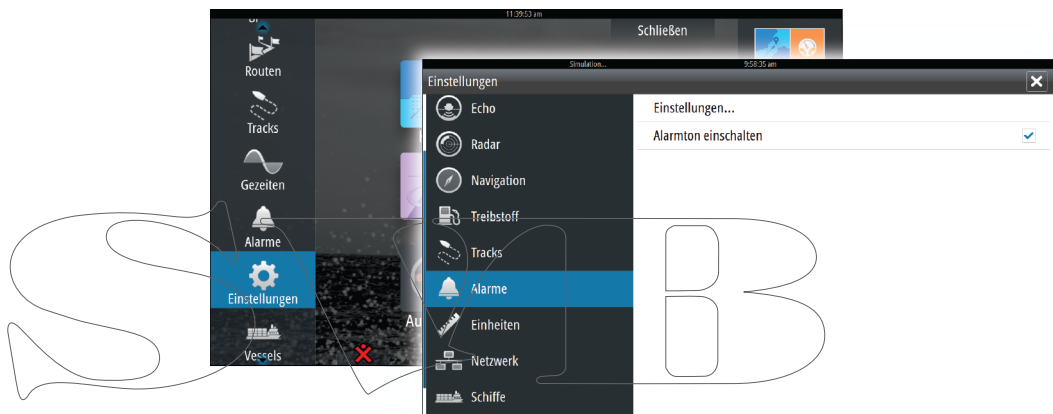 11:39:53 am
Schließen
Routen
Tracks
Gezeiten
Alarme
Einstellungen
Vessels
Au
Simulation...
9:58:35 am
Einstellungen
Echo
Radar
Navigation
Treibstoff
Tracks
Alarme
Einheiten
Netzwerk
Schiffe
Einstellungen...
Alarmton einschalten